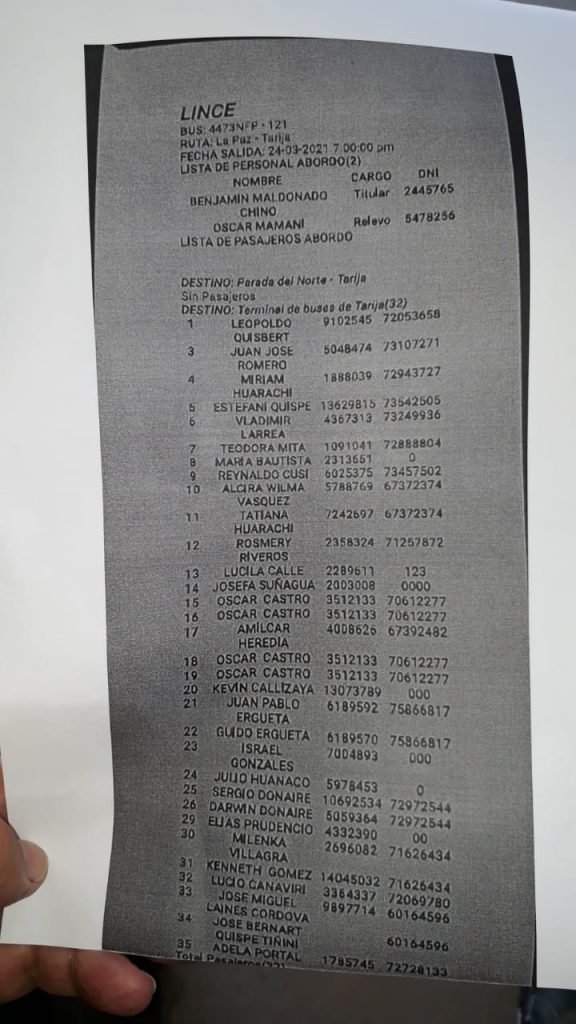 LINCE
BUS: 4473NFP - 121
RUTA: La Paz - Tarija
FECHA SALIDA: 24-03-2021 7:00:00 pm
LISTA DE PERSONAL ABORDO(2)
NOMBRE CARGO DNI
BENJAMIN MALDONADO Titular 2445765
CHINO
OSCAR MAMANI Relevo 5478256
LISTA DE PASAJEROS ABORDO
DESTINO: Parada del Norte - Tarija
Sin Pasajeros
DESTINO: Terminal de buses de Tarija(32)
1 LEOPOLDO 9102545 72053658
QUISBERT
3 JUAN JOSE 5048474 73107271
ROMERO
4 MIRIAM 1888039 72943727
HUARACHI
5 ESTEFANI QUISPE 13629815 73542505
6 VLADIMIR 4367313 73249936
LARREA
7 TEODORA MITA 1091041 72888804
8 MARIA BAUTISTA 2313651 0
9 REYNALDO CUSI 6025375 73457502
10 ALCIRA WILMA 5788769 67372374
VASQUEZ
11 TATIANA 7242697 67372374
HUARACHI
12 ROSMERY 2358324 71257872
RIVEROS
13 LUCILA CALLE 2289611 123
14 JOSEFA SUÑAGUA 2003008 0000
15 OSCAR CASTRO 3512133 70612277
16 OSCAR CASTRO 3512133 70612277
17 AMILCAR 4008626 67392482
HEREDIA
18 OSCAR CASTRO 3512133 70612277
19 OSCAR CASTRO 3512133 70612277
20 KEVIN CALLIZAYA 13073789 000
21 JUAN PABLO 6189592 75866817
ERGUETA
22 GUIDO ERGUETA 6189570 75866817
23 ISRAEL 7004893 000
GONZALES
24 JULIO HUANACO 5978453 0
25 SERGIO DONAIRE 10692534 72972544
26 DARWIN DONAIRE 5059364 72972544
29 ELIAS PRUDENCIO 4332390 00
30 MILENKA 2696082 71626434
VILLAGRA
31 KENNETH GOMEZ 14045032 71626434
32 LUCIO CANAVIRI 3364337 72069780
33 JOSE MIGUEL 9897714 60164596
LAINES CORDOVA
34 JOSE BERNART 60164596
QUISPE TIÑINI
35 ADELA PORTAL 1785745 72728133
Total Pasajeros(32)